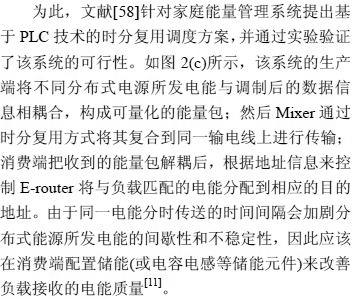 为此，文献[58]针对家庭能量管理系统提出基
于 PLC 技术的时分复用调度方案，并通过实验验证
了该系统的可行性。如图 2(c)所示，该系统的生产
端将不同分布式电源所发电能与调制后的数据信
息相耦合，构成可量化的能量包；然后 Mixer 通过
时分复用方式将其复合到同一输电线上进行传输；
消费端把收到的能量包解耦后，根据地址信息来控
制 E-router 将与负载匹配的电能分配到相应的目的
地址。由于同一电能分时传送的时间间隔会加剧分
布式能源所发电能的间歇性和不稳定性，因此应该
在消费端配置储能(或电容电感等储能元件)来改善
负载接收的电能质量[11]。